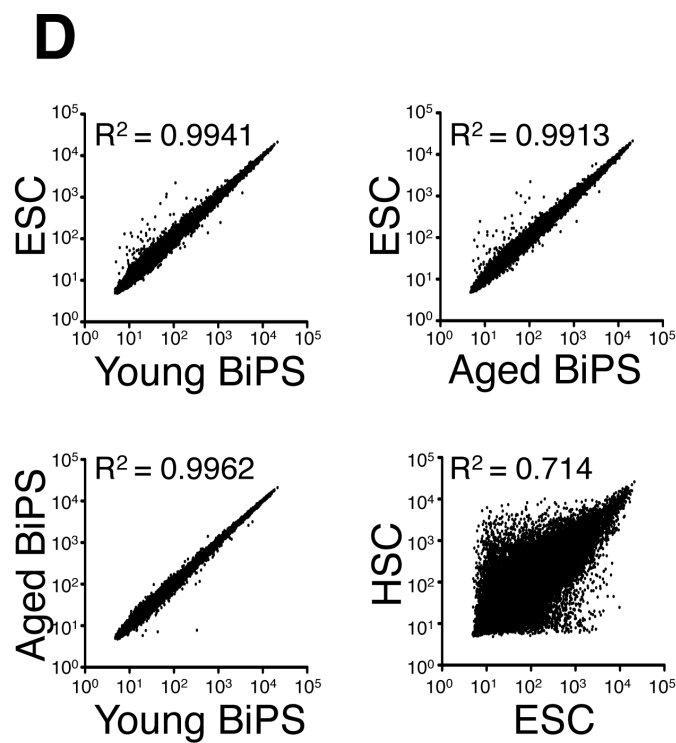 D
10⁵ R² = 0.9941
10⁴
10³
10²
10¹
10⁰
ESC
10⁰ 10¹ 10² 10³ 10⁴ 10⁵
Young BiPS
10⁵ R² = 0.9913
10⁴
10³
10²
10¹
10⁰
ESC
10⁰ 10¹ 10² 10³ 10⁴ 10⁵
Aged BiPS
10⁵ R² = 0.9962
10⁴
10³
10²
10¹
10⁰
Aged BiPS
10⁰ 10¹ 10² 10³ 10⁴ 10⁵
Young BiPS
10⁵ R² = 0.714
10⁴
10³
10²
10¹
10⁰
HSC
10⁰ 10¹ 10² 10³ 10⁴ 10⁵
ESC